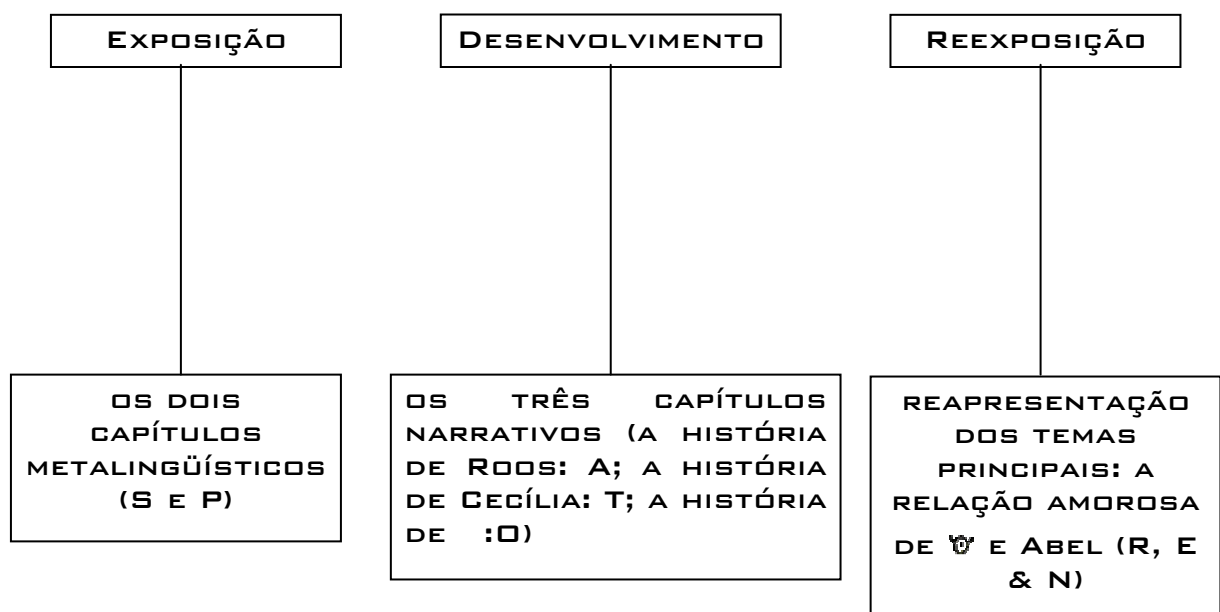 Exposição
Desenvolvimento
Reexposição
os dois
capítulos
metalingüísticos
(S e P)
os três capítulos
narrativos (a história
de Roos: A; a história
de Cecília: T; a história
de :O)
reapresentação
dos temas
principais: a
relação amorosa
de e Abel (R, E
& N)